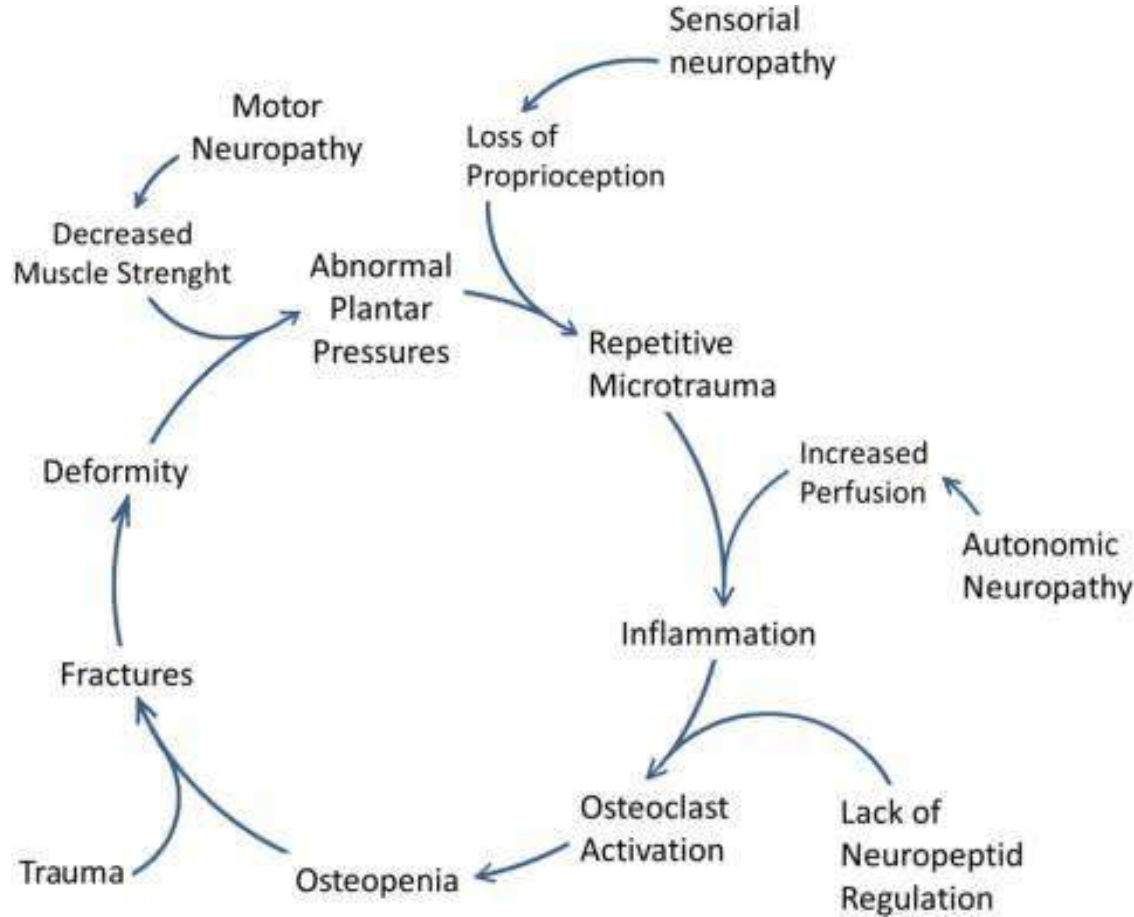 Sensorial
neuropathy
Motor
Neuropathy
Loss of
Proprioception
Decreased
Muscle Strenght
Abnormal
Plantar
Pressures
Repetitive
Microtrauma
Deformity
Increased
Perfusion
Autonomic
Neuropathy
Inflammation
Fractures
Osteoclast
Activation
Lack of
Neuropeptid
Regulation
Trauma
Osteopenia